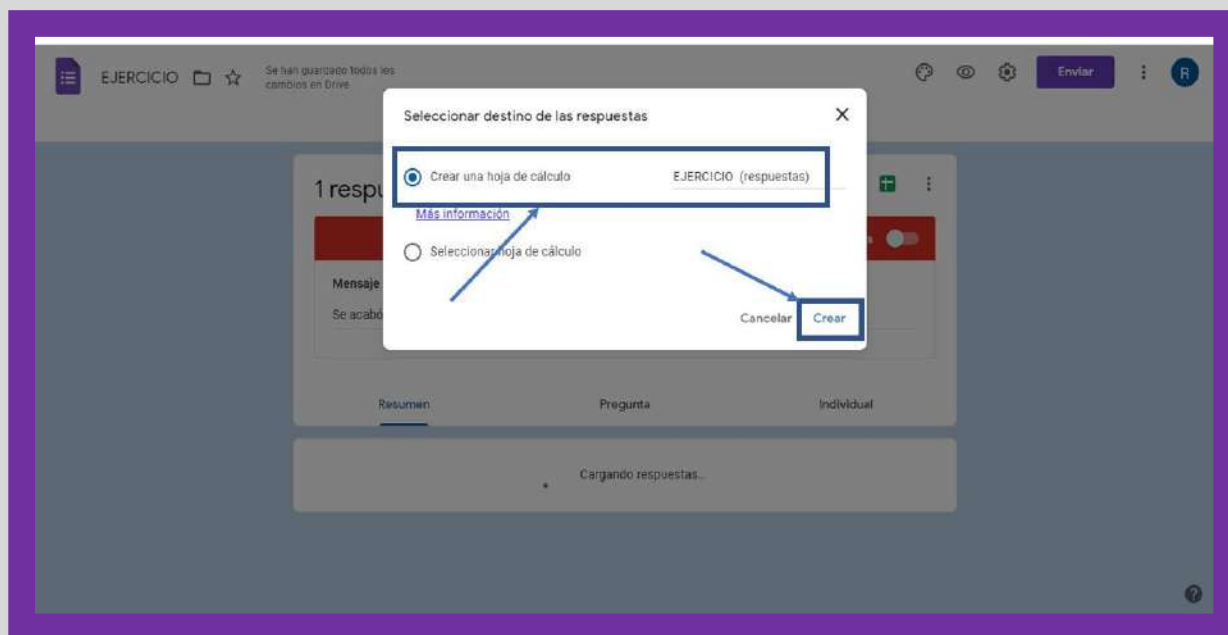 EJERCICIO
Se han guardado todos los
cambios en Drive
Enviar
R
Seleccionar destino de las respuestas
Crear una hoja de cálculo EJERCICIO (respuestas)
Más información
Seleccionar hoja de cálculo
Cancelar Crear
1 respu
s
Mensaje
Se acabó
Resumen Pregunta Individual
Cargando respuestas...